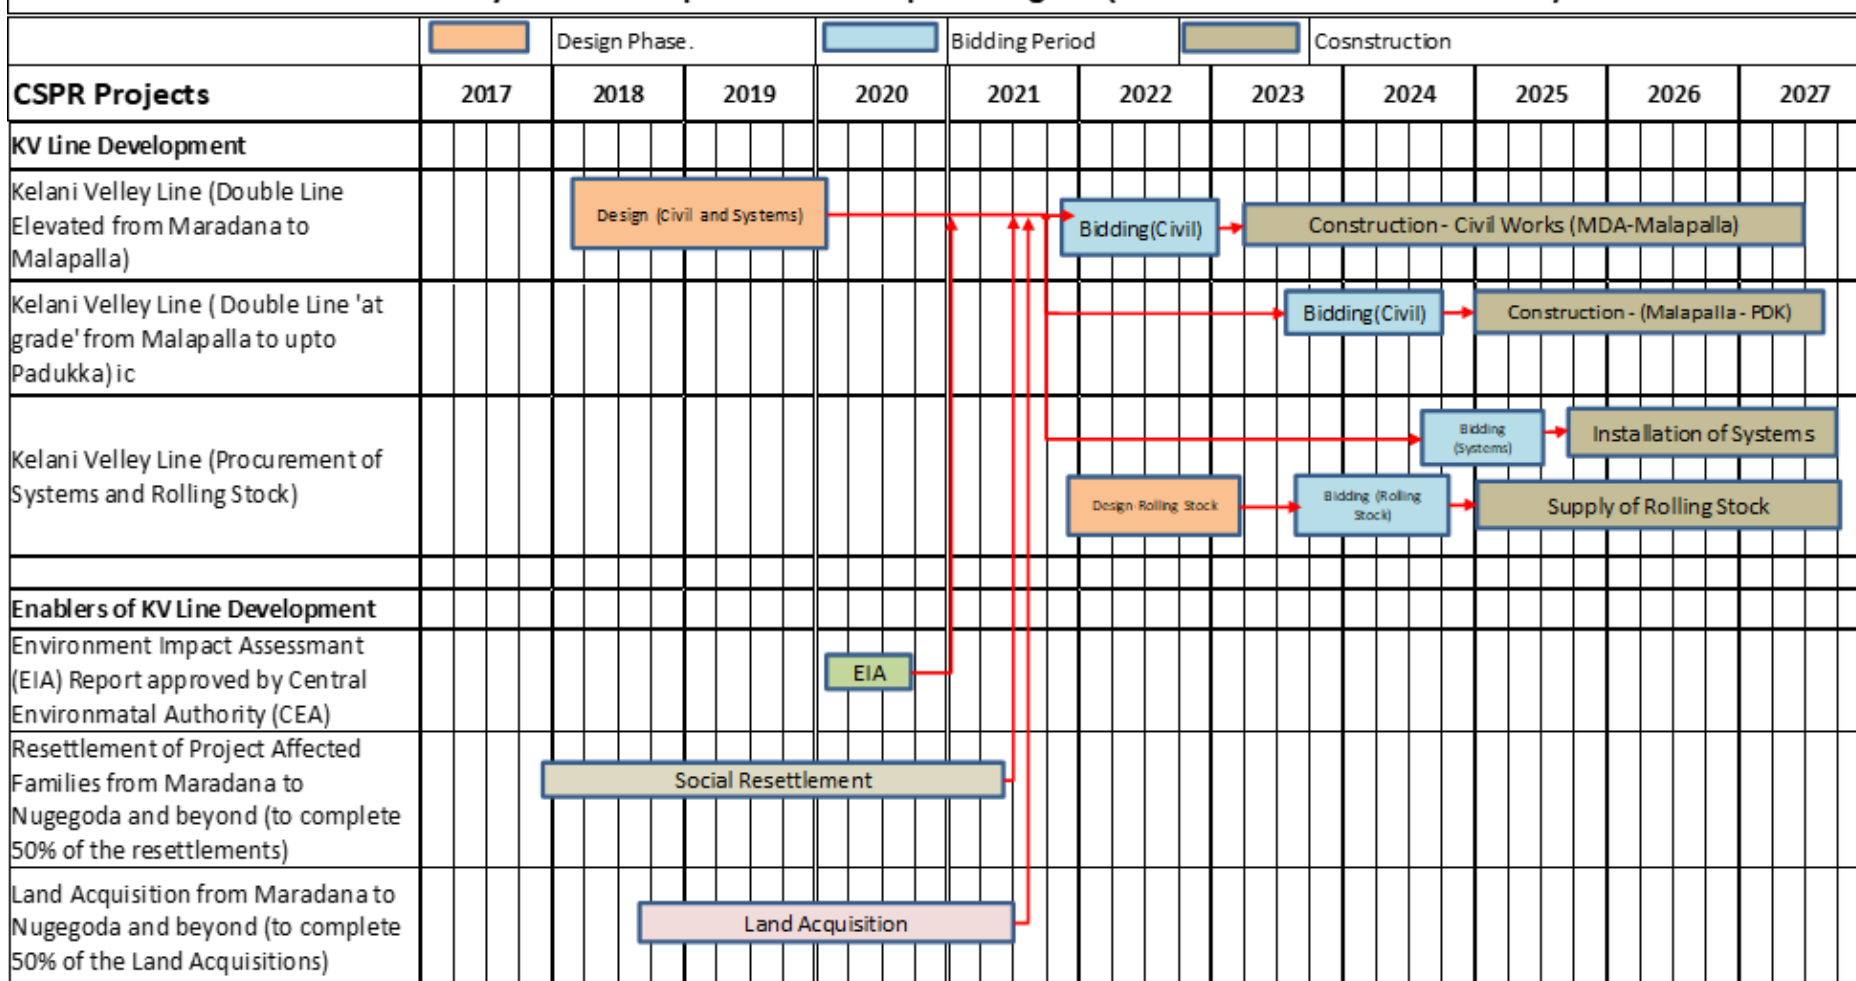 Design Phase. Bidding Period Cosnstruction
CSPR Projects 2017 2018 2019 2020 2021 2022 2023 2024 2025 2026 2027
KV Line Development
Kelani Velley Line (Double Line
Elevated from Maradana to
Malapalla)
Design (Civil and Systems)
Bidding(Civil)
Construction - Civil Works (MDA-Malapalla)
Kelani Velley Line ( Double Line 'at
grade' from Malapalla to upto
Padukka) ic
Bidding(Civil)
Construction - (Malapalla - PDK)
Kelani Velley Line (Procurement of
Systems and Rolling Stock)
Bidding
(Systems)
Installation of Systems
Design-Rolling Stock
Bidding (Rolling
Stock)
Supply of Rolling Stock
Enablers of KV Line Development
Environment Impact Assessmant
(EIA) Report approved by Central
Environmatal Authority (CEA)
EIA
Resettlement of Project Affected
Families from Maradana to
Nugegoda and beyond (to complete
50% of the resettlements)
Social Resettlement
Land Acquisition from Maradana to
Nugegoda and beyond (to complete
50% of the Land Acquisitions)
Land Acquisition